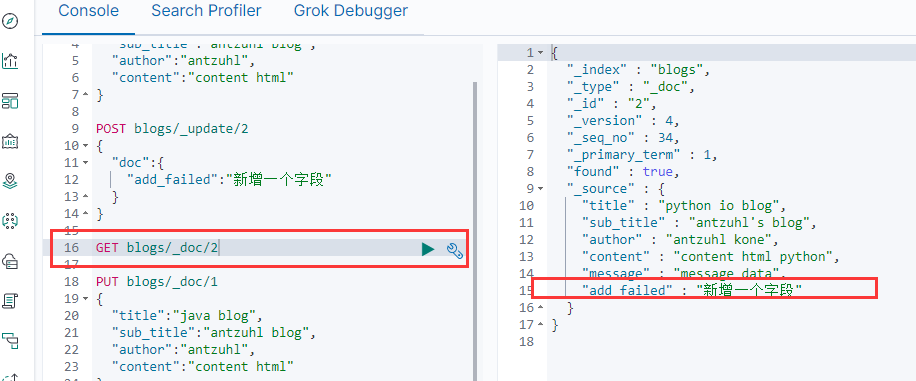 Console Search Profiler Grok Debugger
4 "sub_title":"antzuhl blog",
5 "author":"antzuhl",
6 "content":"content html"
7 }
8
9 POST blogs/_update/2
10 {
11 "doc":{
12 "add_failed":"新增一个字段"
13 }
14 }
15
16 GET blogs/_doc/2
17
18 PUT blogs/_doc/1
19 {
20 "title":"java blog",
21 "sub_title":"antzuhl blog",
22 "author":"antzuhl",
23 "content":"content html"
24 }
1 {
2 "_index" : "blogs",
3 "_type" : "_doc",
4 "_id" : "2",
5 "_version" : 4,
6 "_seq_no" : 34,
7 "_primary_term" : 1,
8 "found" : true,
9 "_source" : {
10 "title" : "python io blog",
11 "sub_title" : "antzuhl's blog",
12 "author" : "antzuhl kone",
13 "content" : "content html python",
14 "message" : "message data",
15 "add_failed" : "新增一个字段"
16 }
17 }
18